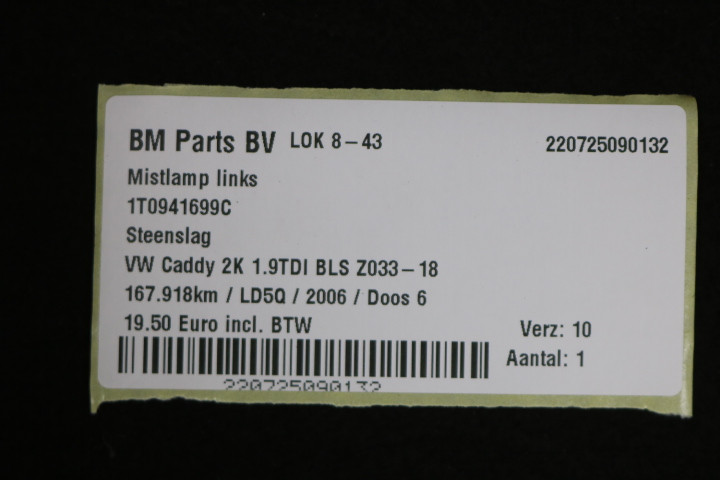 BM Parts BV LOK 8-43 220725090132
Mistlamp links
1T0941699C
Steenslag
VW Caddy 2K 1.9TDI BLS Z033-18
167.918km / LD5Q / 2006 / Doos 6
19.50 Euro incl. BTW Verz: 10
Aantal: 1
220725090132